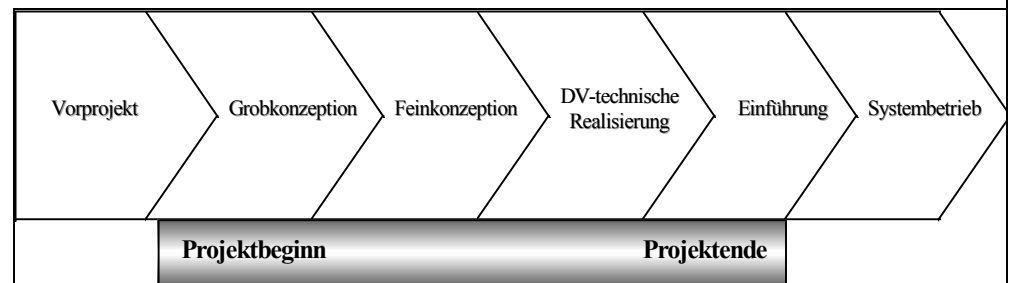 Vorprojekt
Grobkonzeption
Feinkonzeption
DV-technische
Realisierung
Einführung
Systembetrieb
Projektbeginn
Projektende